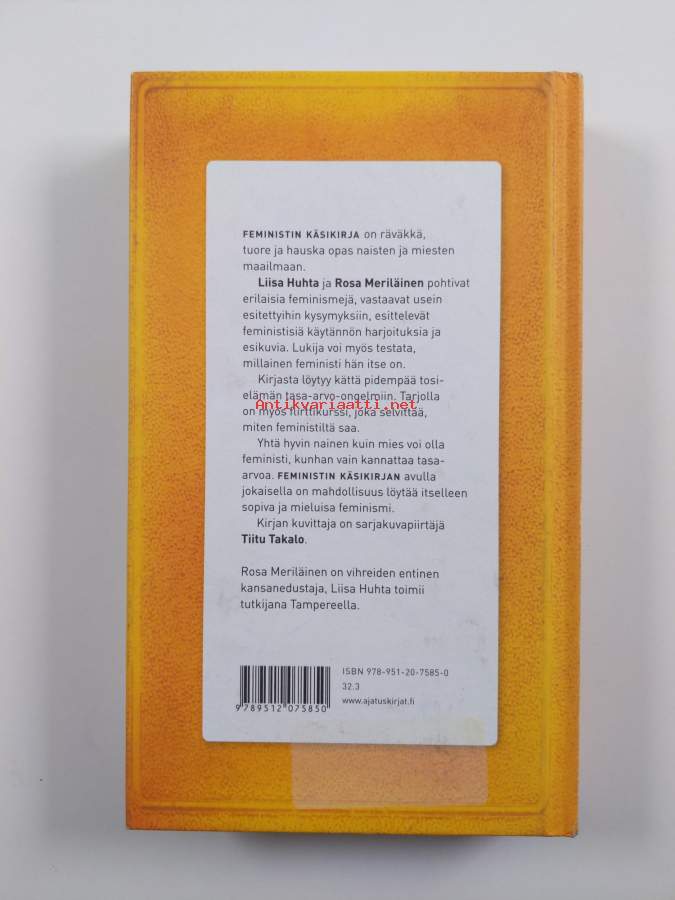 FEMINISTIN KÄSIKIRJA on räväkkä,
tuore ja hauska opas naisten ja miesten
maailmaan.
Liisa Huhta ja Rosa Meriläinen pohtivat
erilaisia feminismejä, vastaavat usein
esitettyihin kysymyksiin, esittelevät
feministisiä käytännön harjoituksia ja
esikuvia. Lukija voi myös testata,
millainen feministi hän itse on.
Kirjasta löytyy kättä pidempää tosi-
elämän tasa-arvo-ongelmiin. Tarjolla
Antikvariaatti.net
on myös flirttikurssi, joka selvittää,
miten feministiltä saa.
Yhtä hyvin nainen kuin mies voi olla
feministi, kunhan vain kannattaa tasa-
arvoa. FEMINISTIN KÄSIKIRJAN avulla
jokaisella on mahdollisuus löytää itselleen
sopiva ja mieluisa feminismi.
Kirjan kuvittaja on sarjakuvapiirtäjä
Tiitu Takalo.
Rosa Meriläinen on vihreiden entinen
kansanedustaja, Liisa Huhta toimii
tutkijana Tampereella.
ISBN 978-951-20-7585-0
32.3
www.ajatuskirjat.fi
9789512075850